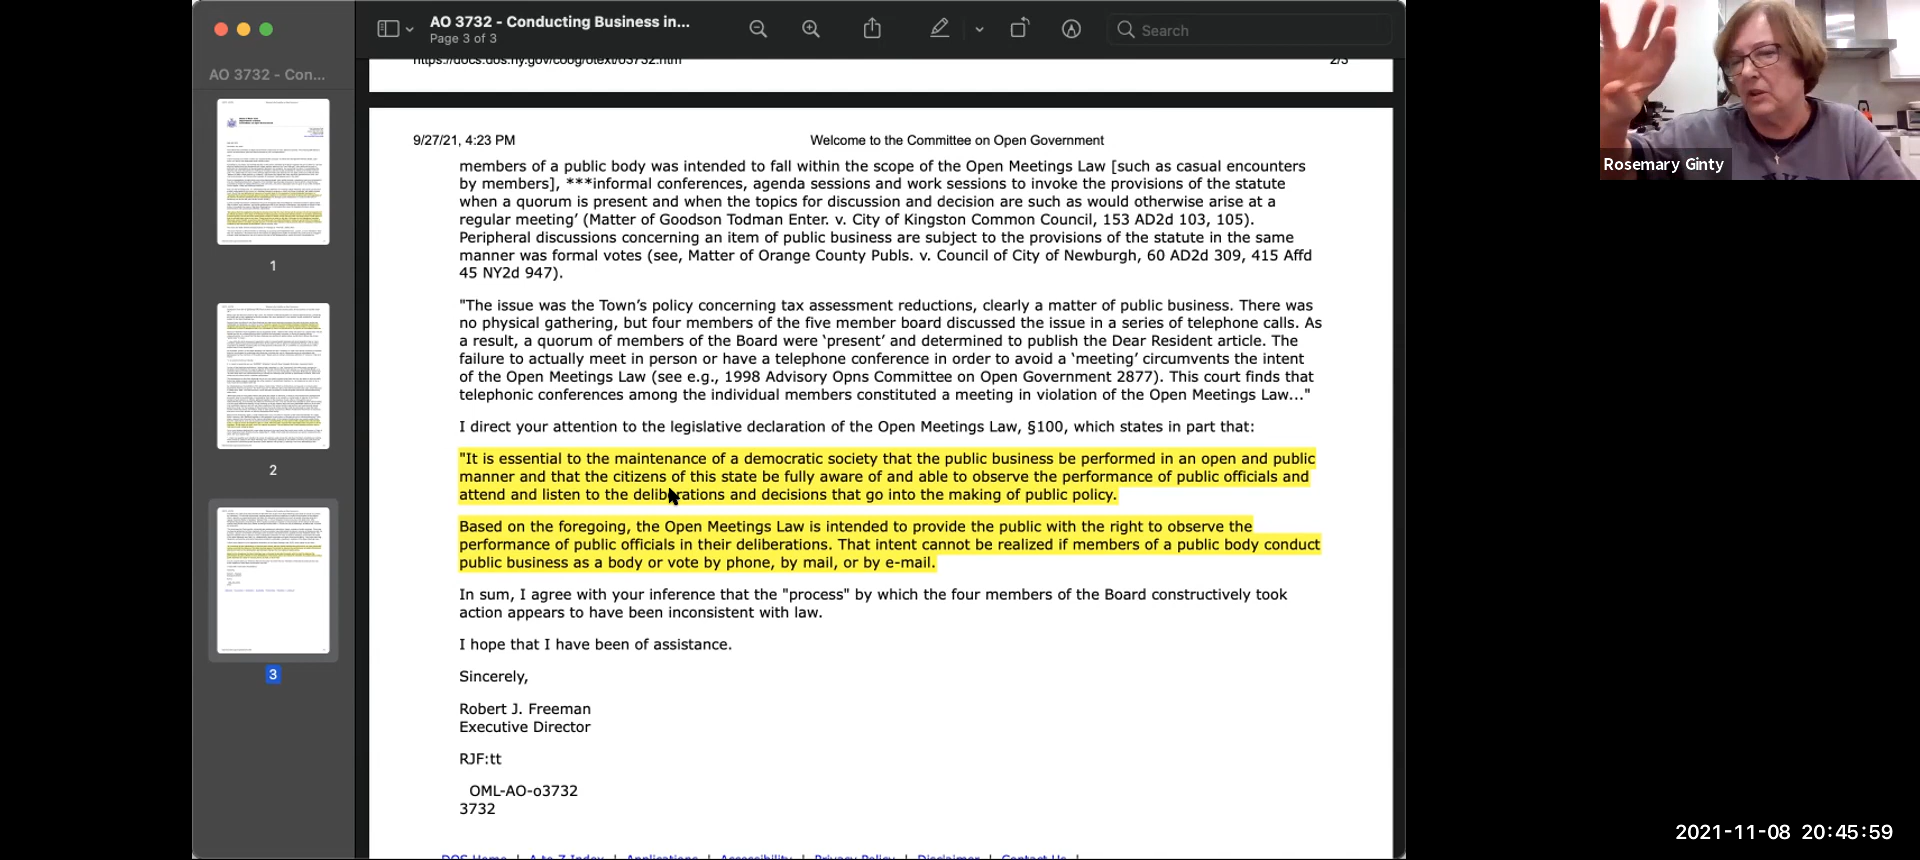 AO 3732 - Conducting Business in...
Page 3 of 3
Search
AO 3732 - Con...
1
2
3
https://docs.dos.ny.gov/coog/otext/o3732.htm 2/3
9/27/21, 4:23 PM Welcome to the Committee on Open Government
members of a public body was intended to fall within the scope of the Open Meetings Law [such as casual encounters
by members], ***informal conferences, agenda sessions and work sessions to invoke the provisions of the statute
when a quorum is present and when the topics for discussion and decision are such as would otherwise arise at a
regular meeting’ (Matter of Goodson Todman Enter. v. City of Kingston Common Council, 153 AD2d 103, 105).
Peripheral discussions concerning an item of public business are subject to the provisions of the statute in the same
manner was formal votes (see, Matter of Orange County Publs. v. Council of City of Newburgh, 60 AD2d 309, 415 Affd
45 NY2d 947).
"The issue was the Town’s policy concerning tax assessment reductions, clearly a matter of public business. There was
no physical gathering, but four members of the five member board discussed the issue in a series of telephone calls. As
a result, a quorum of members of the Board were ‘present’ and determined to publish the Dear Resident article. The
failure to actually meet in person or have a telephone conference in order to avoid a ‘meeting’ circumvents the intent
of the Open Meetings Law (see e.g., 1998 Advisory Opns Committee on Open Government 2877). This court finds that
telephonic conferences among the individual members constituted a meeting in violation of the Open Meetings Law..."
I direct your attention to the legislative declaration of the Open Meetings Law, §100, which states in part that:
"It is essential to the maintenance of a democratic society that the public business be performed in an open and public
manner and that the citizens of this state be fully aware of and able to observe the performance of public officials and
attend and listen to the deliberations and decisions that go into the making of public policy.
Based on the foregoing, the Open Meetings Law is intended to provide the public with the right to observe the
performance of public officials in their deliberations. That intent cannot be realized if members of a public body conduct
public business as a body or vote by phone, by mail, or by e-mail.
In sum, I agree with your inference that the "process" by which the four members of the Board constructively took
action appears to have been inconsistent with law.
I hope that I have been of assistance.
Sincerely,
Robert J. Freeman
Executive Director
RJF:tt
OML-AO-o3732
3732
DOS Home | A to Z Index | Applications | Accessibility | Privacy Policy | Disclaimer | Contact Us |
Rosemary Ginty
2021-11-08 20:45:59